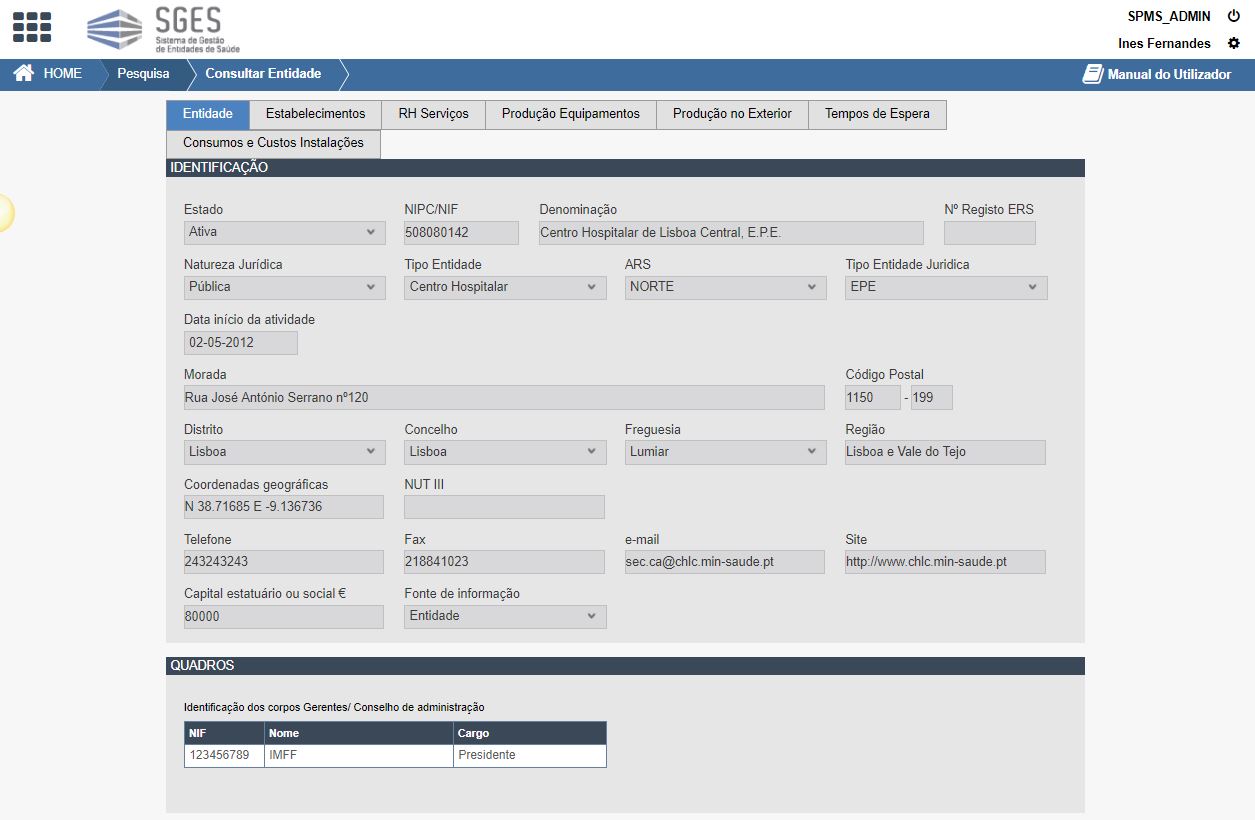 SGES
Sistema de Gestão
de Entidades de Saúde
SPMS_ADMIN
Ines Fernandes
HOME Pesquisa Consultar Entidade Manual do Utilizador
Entidade Estabelecimentos RH Serviços Produção Equipamentos Produção no Exterior Tempos de Espera
Consumos e Custos Instalações
IDENTIFICAÇÃO
Estado NIPC/NIF Denominação Nº Registo ERS
Ativa 508080142 Centro Hospitalar de Lisboa Central, E.P.E.
Natureza Jurídica Tipo Entidade ARS Tipo Entidade Juridica
Pública Centro Hospitalar NORTE EPE
Data início da atividade
02-05-2012
Morada Código Postal
Rua José António Serrano nº120 1150 - 199
Distrito Concelho Freguesia Região
Lisboa Lisboa Lumiar Lisboa e Vale do Tejo
Coordenadas geográficas NUT III
N 38.71685 E -9.136736
Telefone Fax e-mail Site
243243243 218841023 sec.ca@chlc.min-saude.pt http://www.chlc.min-saude.pt
Capital estatuário ou social € Fonte de informação
80000 Entidade
QUADROS
Identificação dos corpos Gerentes/ Conselho de administração
NIF Nome Cargo
123456789 IMFF Presidente